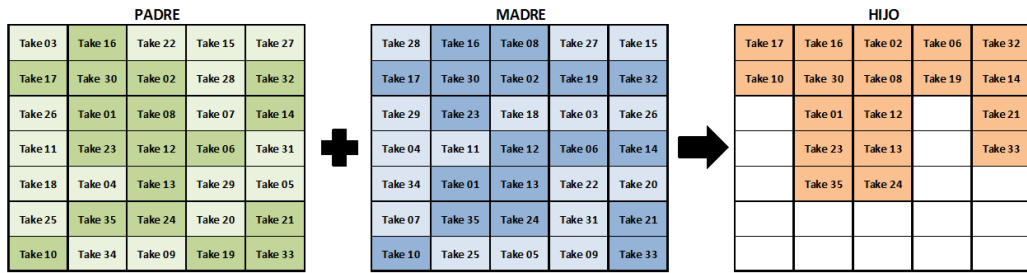 PADRE MADRE HIJO
Take 03 Take 16 Take 22 Take 15 Take 27 Take 28 Take 16 Take 08 Take 27 Take 15 Take 17 Take 16 Take 02 Take 06 Take 32
Take 17 Take 30 Take 02 Take 28 Take 32 Take 17 Take 30 Take 02 Take 19 Take 32 Take 10 Take 30 Take 08 Take 19 Take 14
Take 26 Take 01 Take 08 Take 07 Take 14 Take 29 Take 23 Take 18 Take 03 Take 26 Take 01 Take 12 Take 21
Take 11 Take 23 Take 12 Take 06 Take 31 Take 04 Take 11 Take 12 Take 06 Take 14 Take 23 Take 13 Take 33
Take 18 Take 04 Take 13 Take 29 Take 05 Take 34 Take 01 Take 13 Take 22 Take 20 Take 35 Take 24
Take 25 Take 35 Take 24 Take 20 Take 21 Take 07 Take 35 Take 24 Take 31 Take 21
Take 10 Take 34 Take 09 Take 19 Take 33 Take 10 Take 25 Take 05 Take 09 Take 33